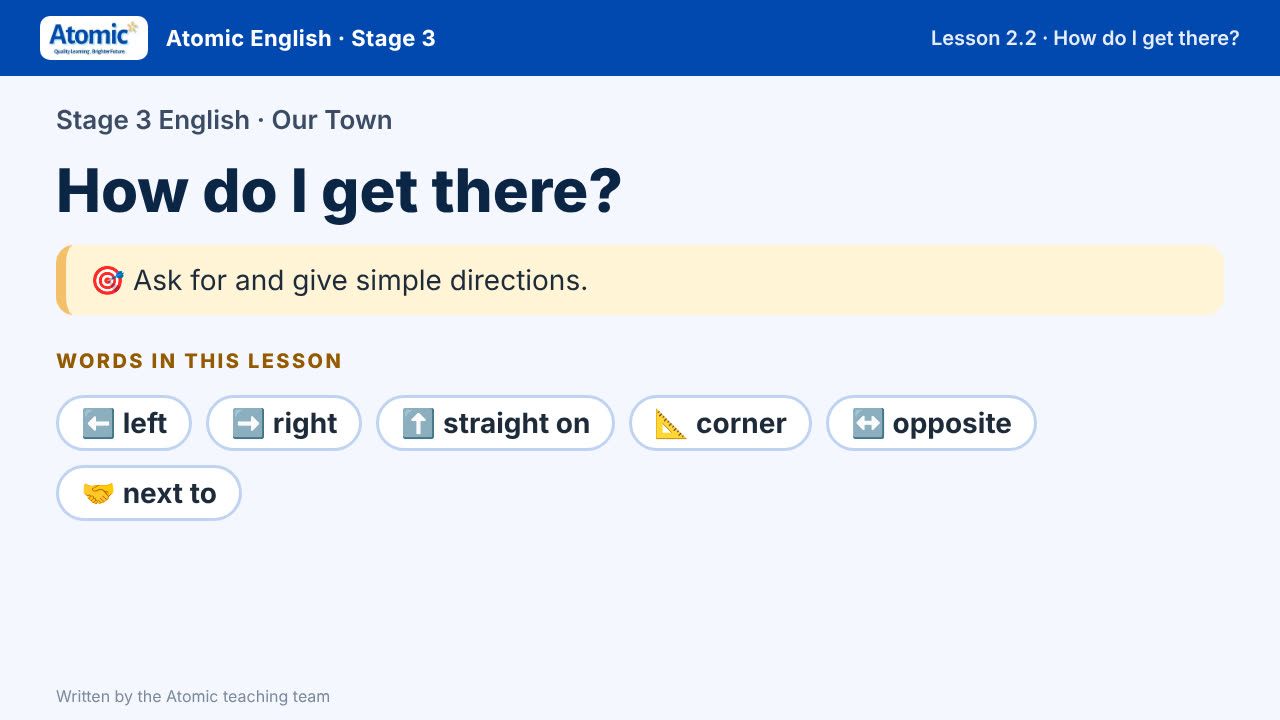 Atomic
Quality Learning. Brighter Future.
Atomic English · Stage 3
Lesson 2.2 · How do I get there?
Stage 3 English · Our Town
How do I get there?
Ask for and give simple directions.
WORDS IN THIS LESSON
left
right
straight on
corner
opposite
next to
Written by the Atomic teaching team